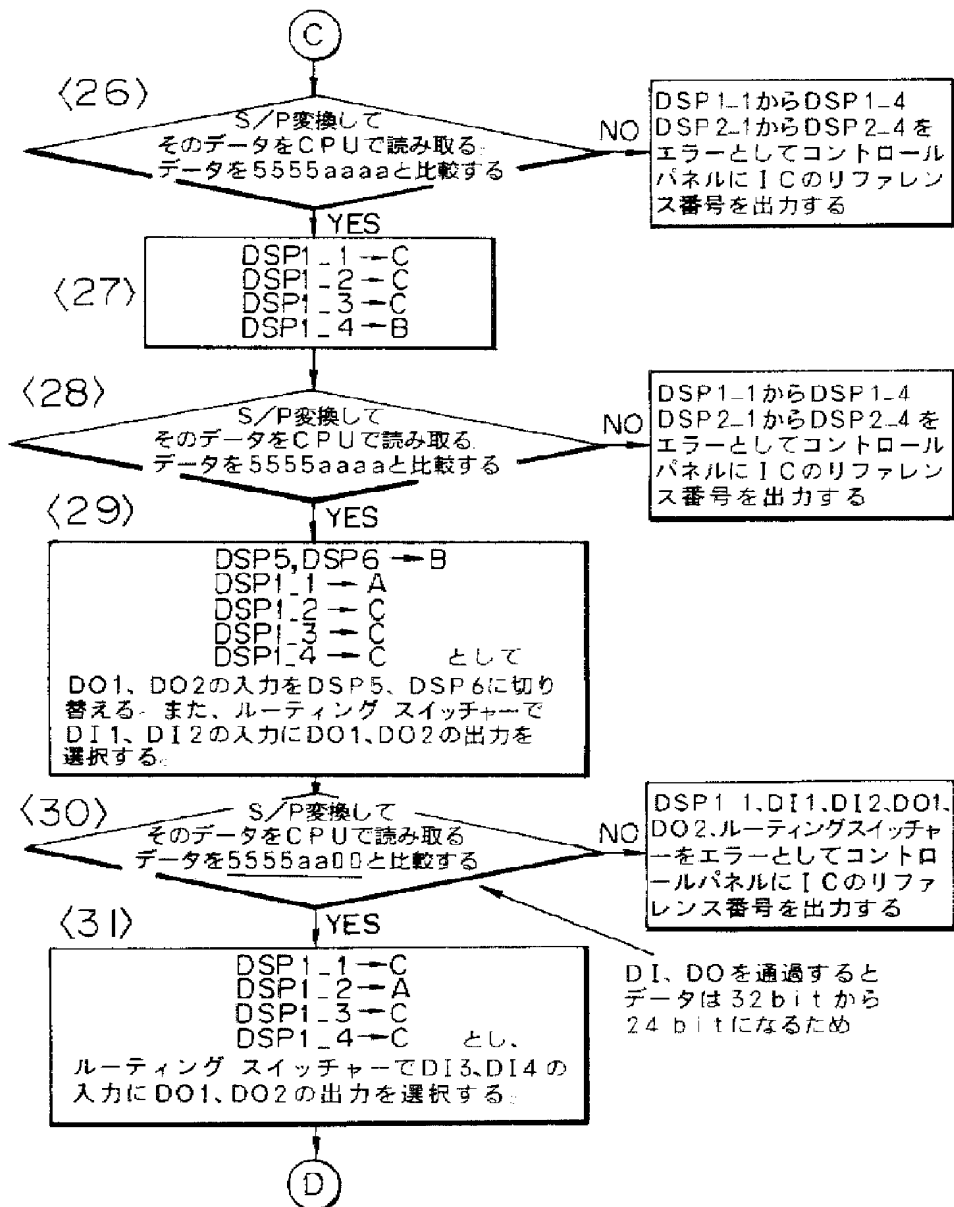 C
〈26〉
S/P変換して
そのデータをCPUで読み取る。
データを5555aaaaと比較する
NO
DSP1_1からDSP1_4
DSP2_1からDSP2_4を
エラーとしてコントロール
パネルにICのリファレン
ス番号を出力する
YES
〈27〉
DSP1_1→C
DSP1_2→C
DSP1_3→C
DSP1_4→B
〈28〉
S/P変換して
そのデータをCPUで読み取る。
データを5555aaaaと比較する
NO
DSP1_1からDSP1_4
DSP2_1からDSP2_4を
エラーとしてコントロール
パネルにICのリファレン
ス番号を出力する
YES
〈29〉
DSP5,DSP6→B
DSP1_1→A
DSP1_2→C
DSP1_3→C
DSP1_4→C として
DO1、DO2の入力をDSP5、DSP6に切り
替える。また、ルーティング スイッチャーで
DI1、DI2の入力にDO1、DO2の出力を
選択する。
〈30〉
S/P変換して
そのデータをCPUで読み取る
データを5555aa00と比較する
NO
DSP1 1、DI1、DI2、DO1、
DO2、ルーティングスイッチャ
ーをエラーとしてコントロ
ールパネルにICのリファ
レンス番号を出力する
YES
DI、DOを通過すると
データは32bitから
24bitになるため
〈31〉
DSP1_1→C
DSP1_2→A
DSP1_3→C
DSP1_4→C とし、
ルーティング スイッチャーでDI3、DI4の
入力にDO1、DO2の出力を選択する。
D